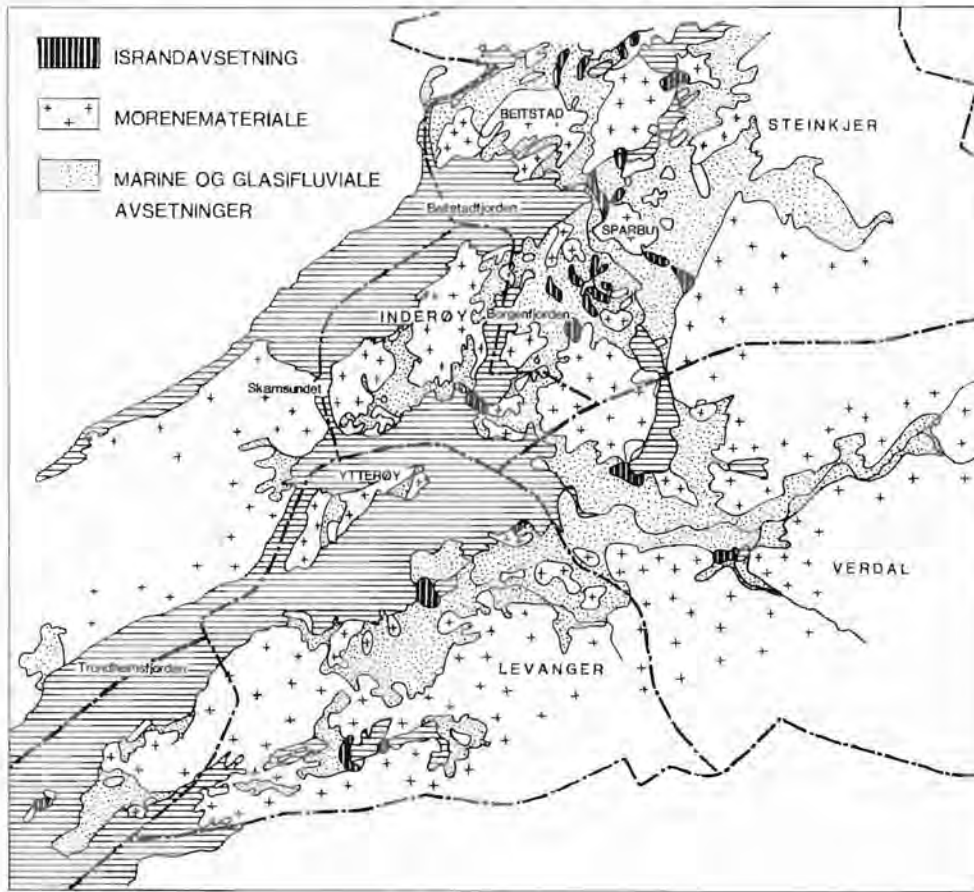 ISRANDAVSETNING
MORENEMATERIALE
MARINE OG GLASIFLUVIALE
AVSETNINGER
BEITSTAD
STEINKJER
Beitstadfjorden
SPARBU
INDERØY
Borgenfjorden
Skarnsundet
YTTERØY
VERDAL
LEVANGER
Trondheimsfjorden